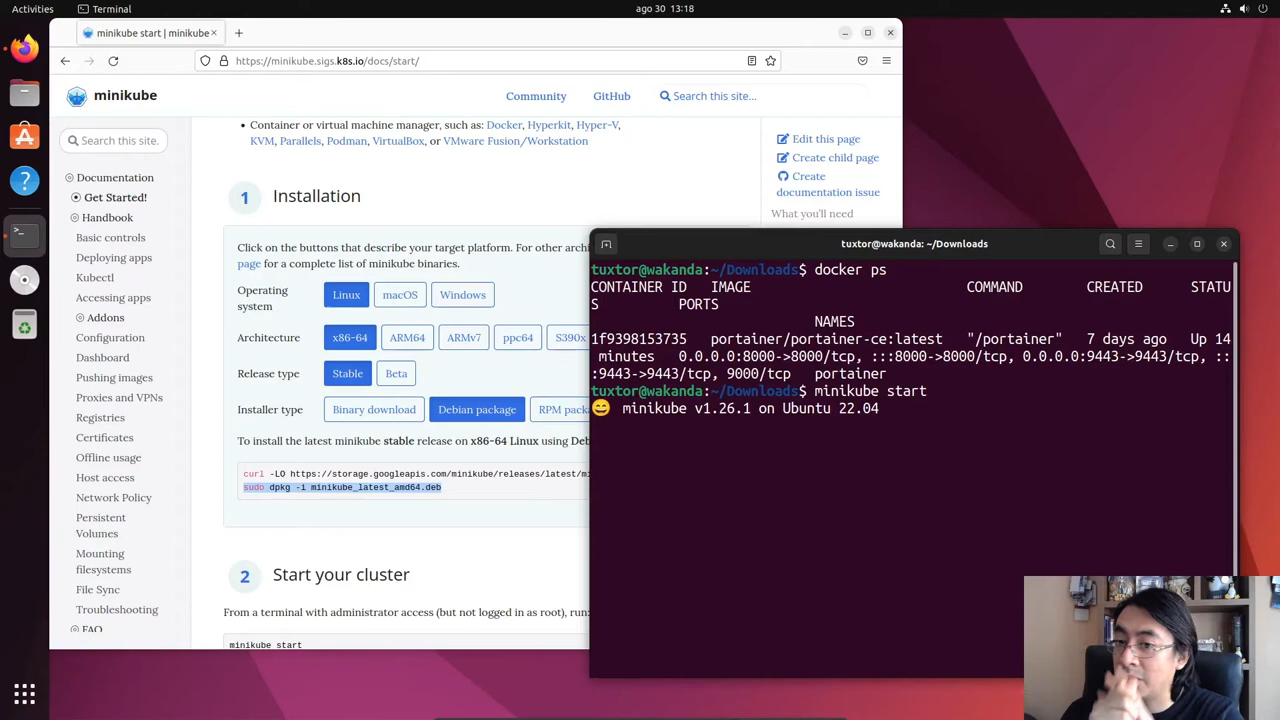 Activities
Terminal
ago 30 13:18
minikube start | minikube
https://minikube.sigs.k8s.io/docs/start/
minikube
Community
GitHub
Search this site...
Search this site.
Documentation
Get Started!
Handbook
Basic controls
Deploying apps
Kubectl
Accessing apps
Addons
Configuration
Dashboard
Pushing images
Proxies and VPNs
Registries
Certificates
Offline usage
Host access
Network Policy
Persistent
Volumes
Mounting
filesystems
File Sync
Troubleshooting
FAQ
Container or virtual machine manager, such as: Docker, Hyperkit, Hyper-V,
KVM, Parallels, Podman, VirtualBox, or VMware Fusion/Workstation
1
Installation
Click on the buttons that describe your target platform. For other archi
page for a complete list of minikube binaries.
Operating
system
Linux
macOS
Windows
Architecture
x86-64
ARM64
ARMv7
ppc64
S390x
Release type
Stable
Beta
Installer type
Binary download
Debian package
RPM pack
To install the latest minikube stable release on x86-64 Linux using Deb
curl -LO https://storage.googleapis.com/minikube/releases/latest/mi
sudo dpkg -i minikube_latest_amd64.deb
2
Start your cluster
From a terminal with administrator access (but not logged in as root), run:
minikube start
Edit this page
Create child page
Create
documentation issue
What you'll need
tuxtor@wakanda: ~/Downloads
tuxtor@wakanda:~/Downloads$ docker ps
CONTAINER ID IMAGE COMMAND CREATED STATU
S PORTS
NAMES
1f9398153735 portainer/portainer-ce:latest "/portainer" 7 days ago Up 14
minutes 0.0.0.0:8000->8000/tcp, :::8000->8000/tcp, 0.0.0.0:9443->9443/tcp, ::
:9443->9443/tcp, 9000/tcp portainer
tuxtor@wakanda:~/Downloads$ minikube start
😄 minikube v1.26.1 on Ubuntu 22.04